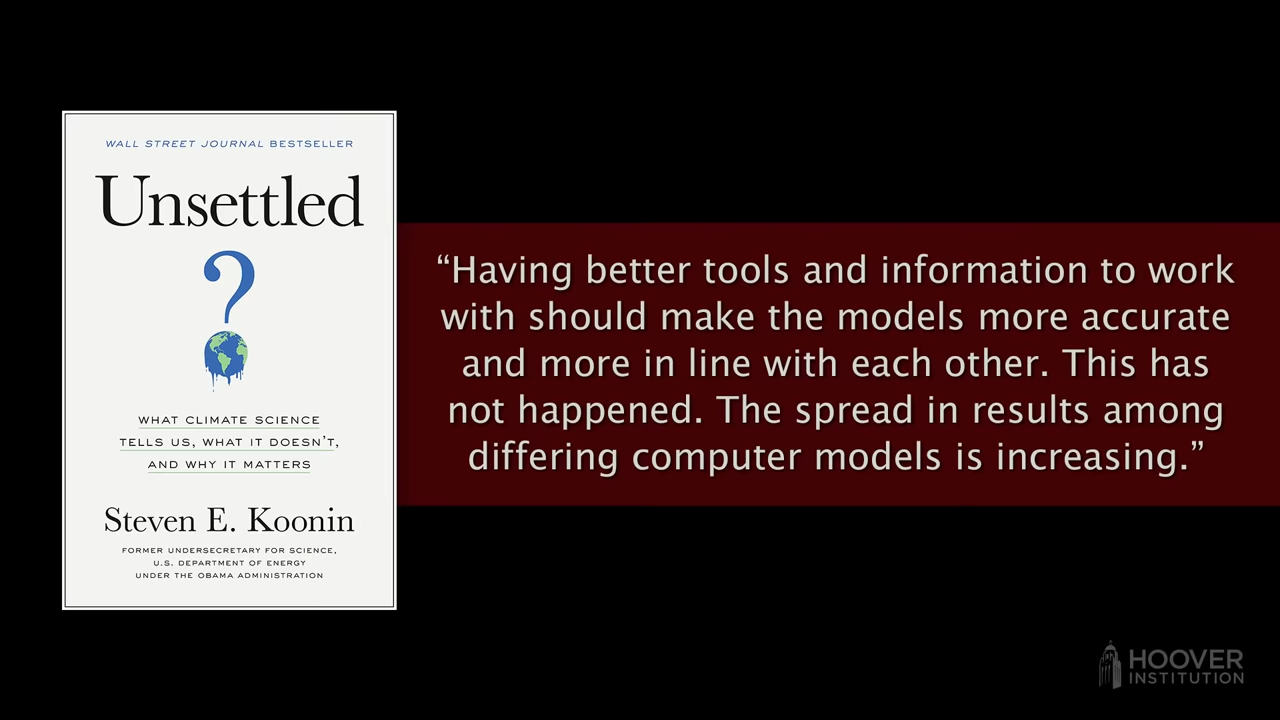 WALL STREET JOURNAL BESTSELLER
Unsettled
?
WHAT CLIMATE SCIENCE
TELLS US, WHAT IT DOESN'T,
AND WHY IT MATTERS
Steven E. Koonin
FORMER UNDERSECRETARY FOR SCIENCE,
U.S. DEPARTMENT OF ENERGY
UNDER THE OBAMA ADMINISTRATION
“Having better tools and information to work
with should make the models more accurate
and more in line with each other. This has
not happened. The spread in results among
differing computer models is increasing.”
HOOVER
INSTITUTION